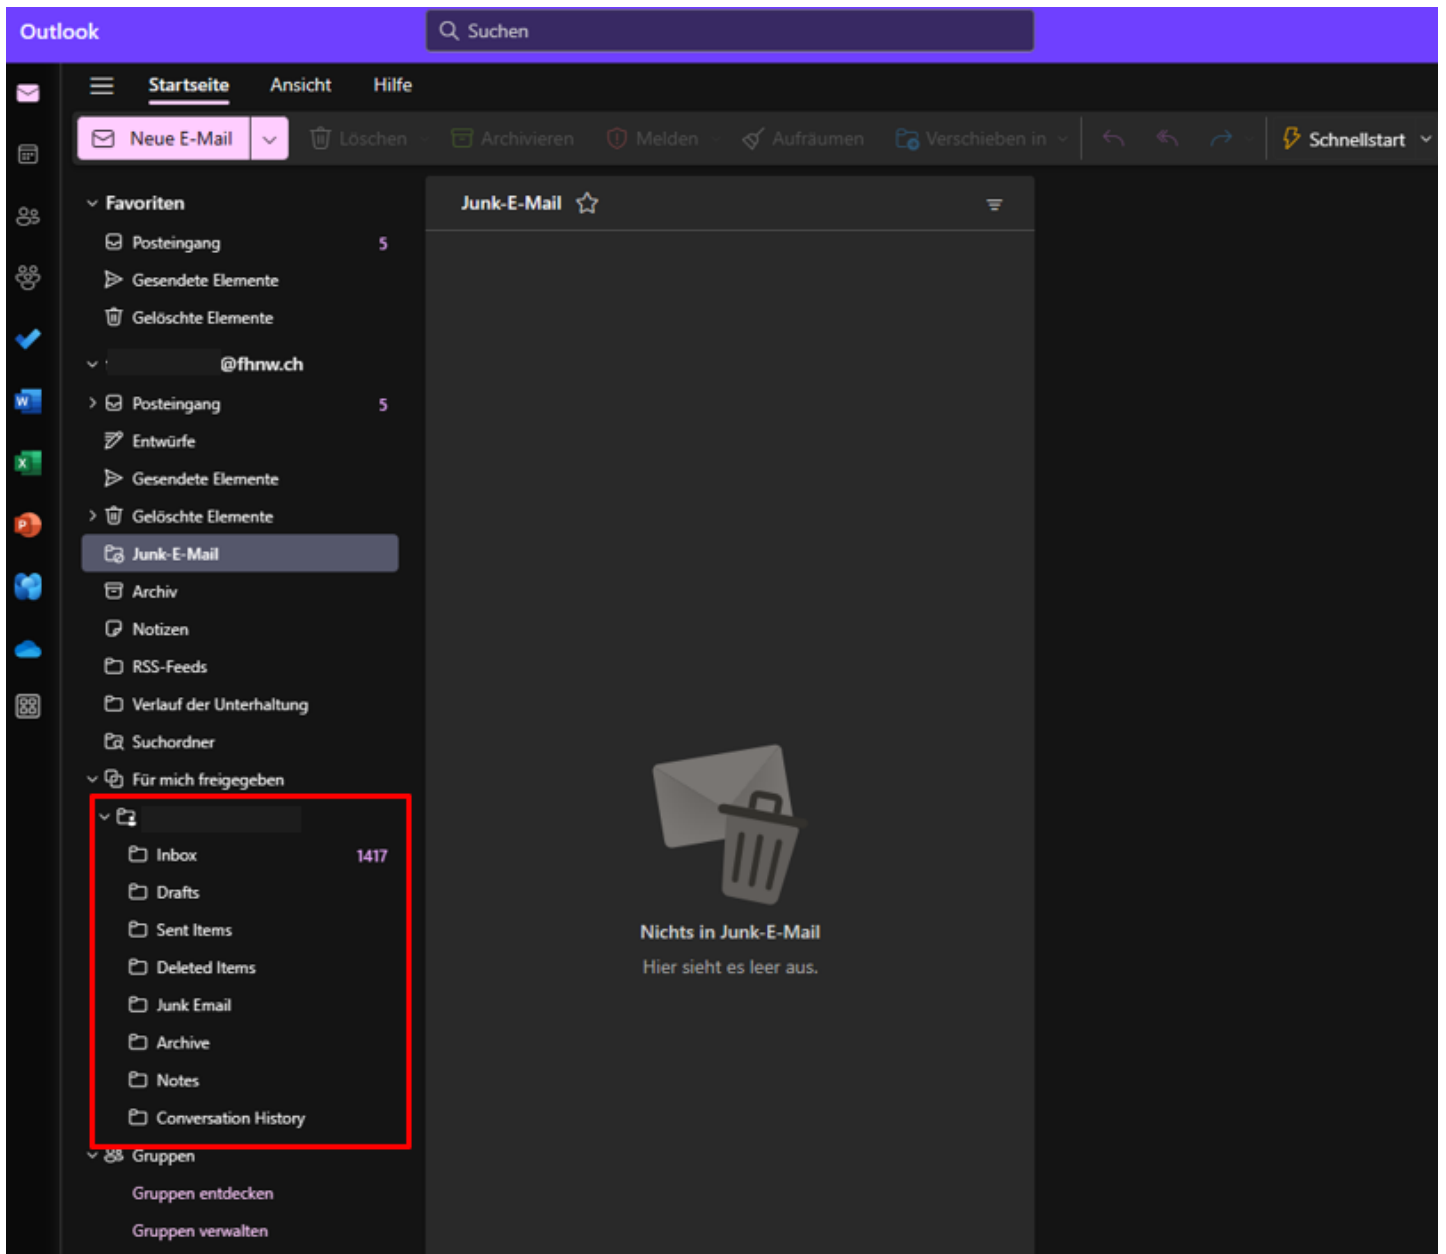 Outlook
Suchen
Startseite Ansicht Hilfe
Neue E-Mail Löschen Archivieren Melden Aufräumen Verschieben in Schnellstart
Favoriten
Posteingang 5
Gesendete Elemente
Gelöschte Elemente
@fhnw.ch
Posteingang 5
Entwürfe
Gesendete Elemente
Gelöschte Elemente
Junk-E-Mail
Archiv
Notizen
RSS-Feeds
Verlauf der Unterhaltung
Suchordner
Für mich freigegeben
Inbox 1417
Drafts
Sent Items
Deleted Items
Junk Email
Archive
Notes
Conversation History
Gruppen
Gruppen entdecken
Gruppen verwalten
Junk-E-Mail
Nichts in Junk-E-Mail
Hier sieht es leer aus.